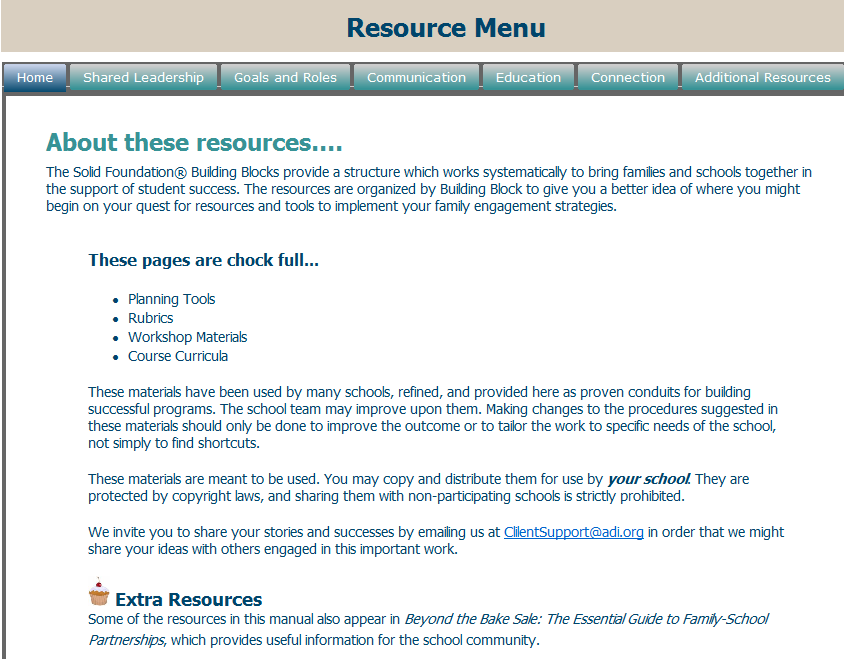 Resource Menu
Home Shared Leadership Goals and Roles Communication Education Connection Additional Resources
About these resources....
The Solid Foundation® Building Blocks provide a structure which works systematically to bring families and schools together in
the support of student success. The resources are organized by Building Block to give you a better idea of where you might
begin on your quest for resources and tools to implement your family engagement strategies.
These pages are chock full...
• Planning Tools
• Rubrics
• Workshop Materials
• Course Curricula
These materials have been used by many schools, refined, and provided here as proven conduits for building
successful programs. The school team may improve upon them. Making changes to the procedures suggested in
these materials should only be done to improve the outcome or to tailor the work to specific needs of the school,
not simply to find shortcuts.
These materials are meant to be used. You may copy and distribute them for use by your school. They are
protected by copyright laws, and sharing them with non-participating schools is strictly prohibited.
We invite you to share your stories and successes by emailing us at ClilentSupport@adi.org in order that we might
share your ideas with others engaged in this important work.
Extra Resources
Some of the resources in this manual also appear in Beyond the Bake Sale: The Essential Guide to Family-School
Partnerships, which provides useful information for the school community.